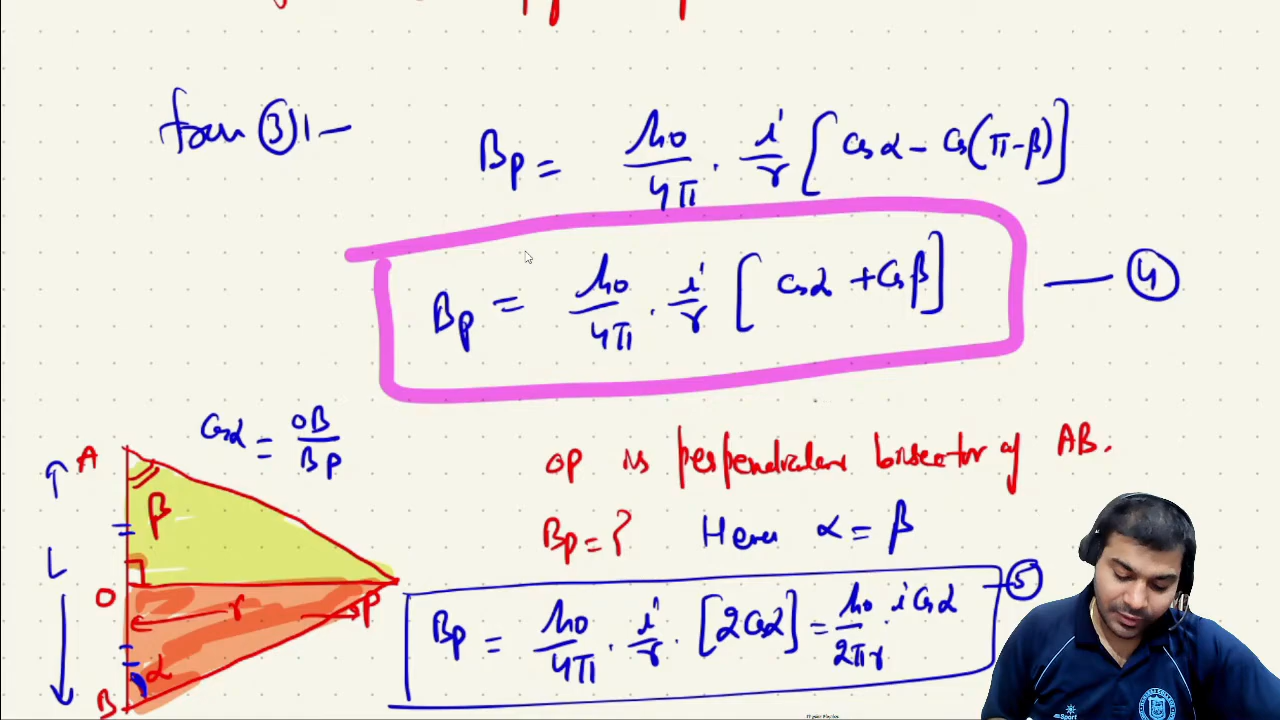 from ③ :-
Bp = μ0/4π · i/r [cos α - cos(π-β)]
Bp = μ0/4π · i/r [cos α + cos β] — ④
cos α = OB/BP
OP is perpendicular bisector of AB.
Bp = ? Here α = β
Bp = μ0/4π · i/r · [2 cos α] = μ0/2πr · i cos α — ⑤
A
β
L
O
r
P
α
B